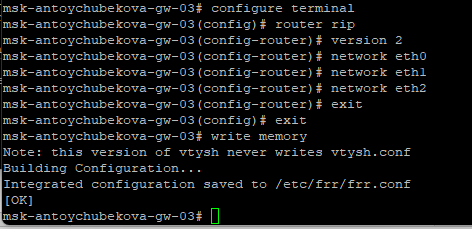 msk-antoychubekova-gw-03# configure terminal
msk-antoychubekova-gw-03(config)# router rip
msk-antoychubekova-gw-03(config-router)# version 2
msk-antoychubekova-gw-03(config-router)# network eth0
msk-antoychubekova-gw-03(config-router)# network eth1
msk-antoychubekova-gw-03(config-router)# network eth2
msk-antoychubekova-gw-03(config-router)# exit
msk-antoychubekova-gw-03(config)# exit
msk-antoychubekova-gw-03# write memory
Note: this version of vtysh never writes vtysh.conf
Building Configuration...
Integrated configuration saved to /etc/frr/frr.conf
[OK]
msk-antoychubekova-gw-03#